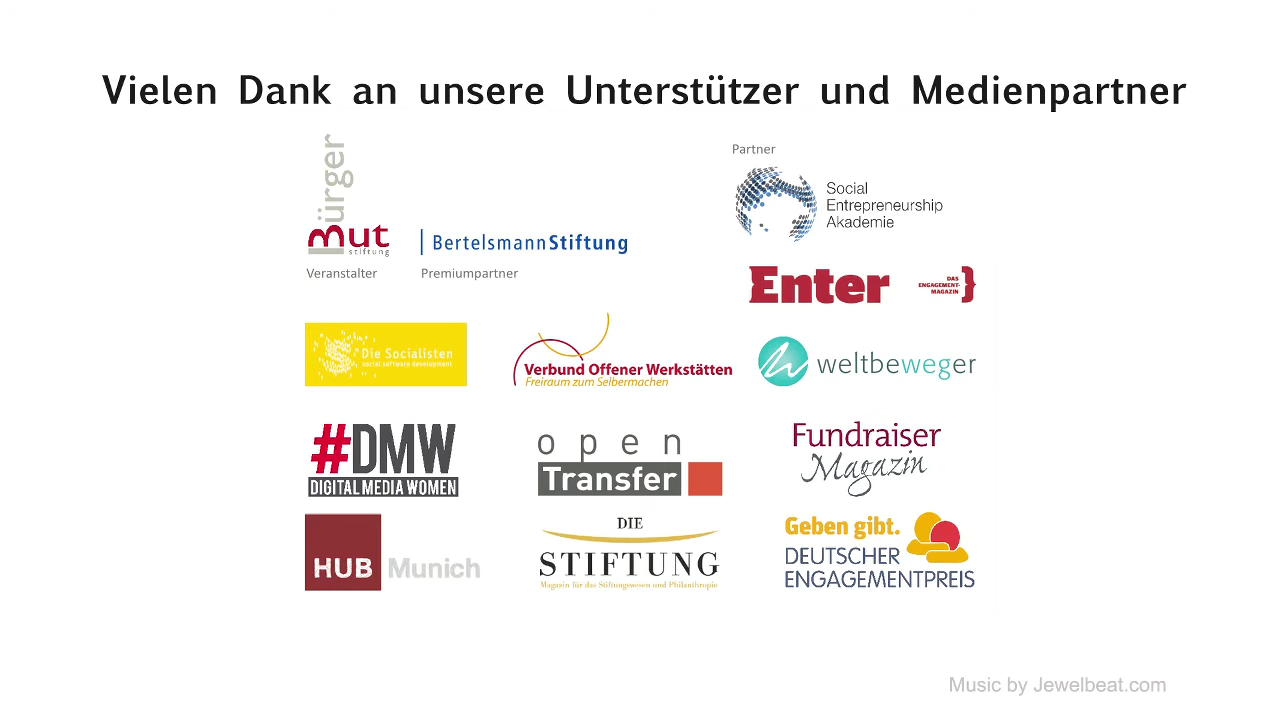 Vielen Dank an unsere Unterstützer und Medienpartner
Bürger
mut
stiftung
Veranstalter
BertelsmannStiftung
Premiumpartner
Partner
Social
Entrepreneurship
Akademie
Enter
DAS
ENGAGEMENT-
MAGAZIN
Die Socialisten
social software development
Verbund Offener Werkstätten
Freiraum zum Selbermachen
weltbeweger
#DMW
DIGITAL MEDIA WOMEN
open
Transfer
Fundraiser
Magazin
HUB Munich
DIE
STIFTUNG
Magazin für das Stiftungswesen und Philanthropie
Geben gibt.
DEUTSCHER
ENGAGEMENTPREIS
Music by Jewelbeat.com